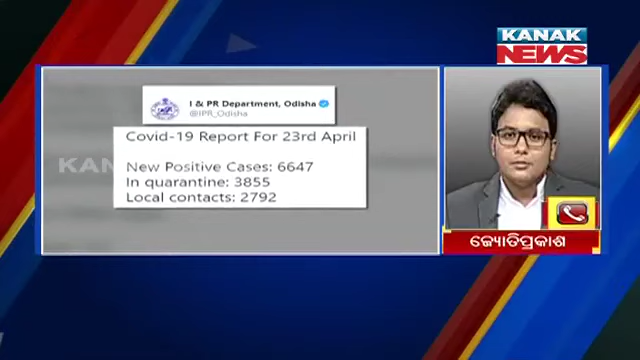 KANAK
NEWS
I & PR Department, Odisha
@IPR_Odisha
Covid-19 Report For 23rd April
New Positive Cases: 6647
In quarantine: 3855
Local contacts: 2792
KANAK
ଜ୍ୟୋତିପ୍ରକାଶ